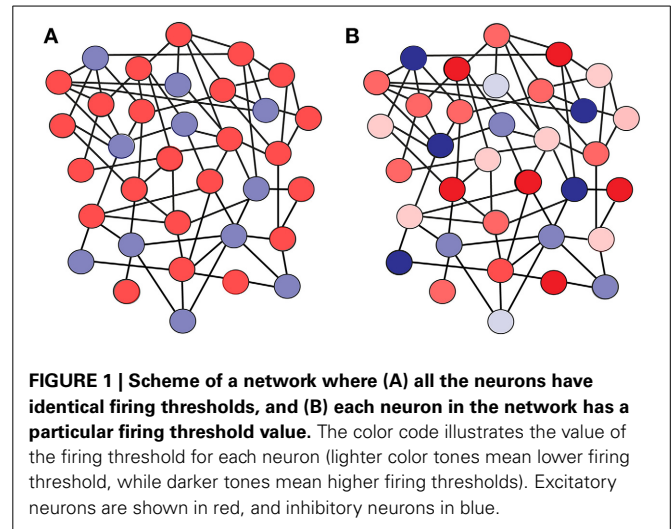 A
B
FIGURE 1 | Scheme of a network where (A) all the neurons have
identical firing thresholds, and (B) each neuron in the network has a
particular firing threshold value. The color code illustrates the value of
the firing threshold for each neuron (lighter color tones mean lower firing
threshold, while darker tones mean higher firing thresholds). Excitatory
neurons are shown in red, and inhibitory neurons in blue.